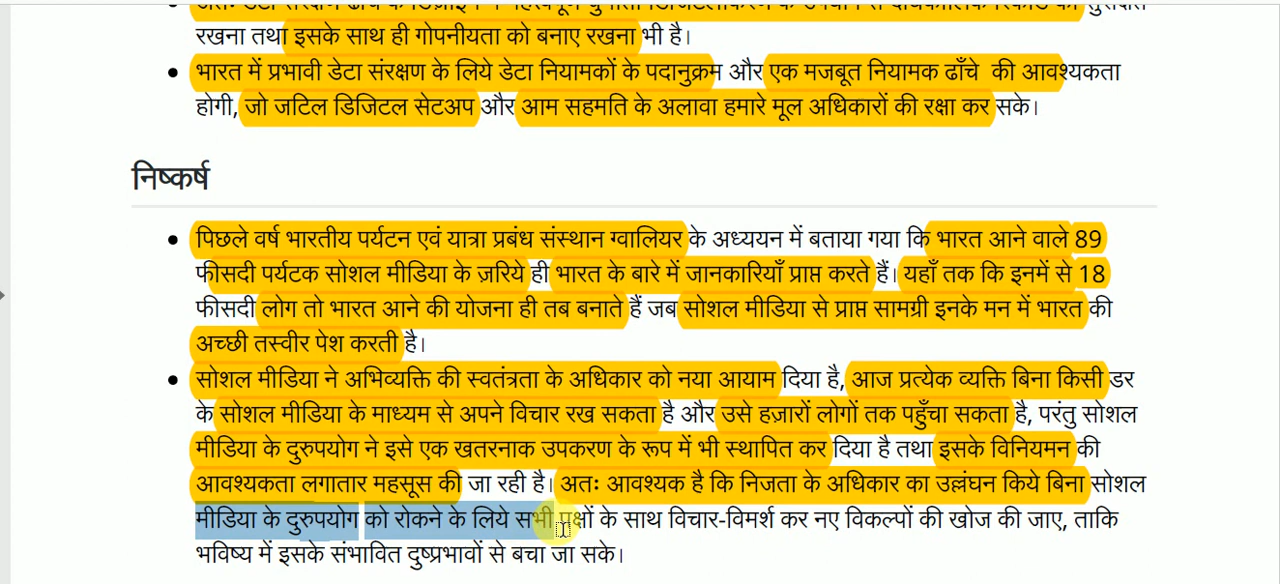 रखना तथा इसके साथ ही गोपनीयता को बनाए रखना भी है।
भारत में प्रभावी डेटा संरक्षण के लिये डेटा नियामकों के पदानुक्रम और एक मजबूत नियामक ढाँचे की आवश्यकता
होगी, जो जटिल डिजिटल सेटअप और आम सहमति के अलावा हमारे मूल अधिकारों की रक्षा कर सके।
निष्कर्ष
पिछले वर्ष भारतीय पर्यटन एवं यात्रा प्रबंध संस्थान ग्वालियर के अध्ययन में बताया गया कि भारत आने वाले 89
फीसदी पर्यटक सोशल मीडिया के ज़रिये ही भारत के बारे में जानकारियाँ प्राप्त करते हैं। यहाँ तक कि इनमें से 18
फीसदी लोग तो भारत आने की योजना ही तब बनाते हैं जब सोशल मीडिया से प्राप्त सामग्री इनके मन में भारत की
अच्छी तस्वीर पेश करती है।
सोशल मीडिया ने अभिव्यक्ति की स्वतंत्रता के अधिकार को नया आयाम दिया है, आज प्रत्येक व्यक्ति बिना किसी डर
के सोशल मीडिया के माध्यम से अपने विचार रख सकता है और उसे हज़ारों लोगों तक पहुँचा सकता है, परंतु सोशल
मीडिया के दुरुपयोग ने इसे एक खतरनाक उपकरण के रूप में भी स्थापित कर दिया है तथा इसके विनियमन की
आवश्यकता लगातार महसूस की जा रही है। अतः आवश्यक है कि निजता के अधिकार का उल्लंघन किये बिना सोशल
मीडिया के दुरुपयोग को रोकने के लिये सभी पक्षों के साथ विचार-विमर्श कर नए विकल्पों की खोज की जाए, ताकि
भविष्य में इसके संभावित दुष्प्रभावों से बचा जा सके।